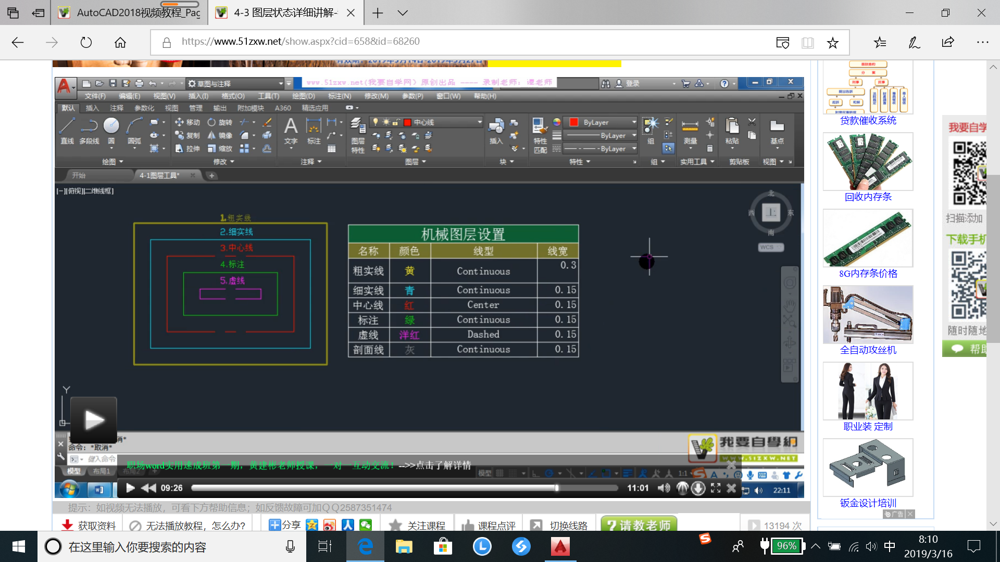 AutoCAD2018视频教程_Pag
4-3 图层状态详细讲解-
https://www.51zxw.net/show.aspx?cid=658&id=68260
草图与注释
www.51zxw.net(我要自学网) 原创出品 ---- 录制老师: 谭老师
登录
文件(F) 编辑(E) 视图(V) 插入(I) 格式(O) 工具(T) 绘图(D) 标注(N) 修改(M) 参数(P) 窗口(W) 帮助(H)
默认 插入 注释 参数化 视图 管理 输出 附加模块 A360 精选应用
移动 旋转
中心线
ByLayer
复制 镜像
ByLayer
直线 多段线 圆 圆弧
文字 标注
图层
特性
插入
特性
匹配
组 测量 粘贴 基点
拉伸 缩放
ByLayer
绘图 修改 注释 图层 块 特性 组 实用工具 剪贴板 视图
开始 4-1图层工具*
[-][俯视][二维线框]
北
西 上 东
南
WCS
1.粗实线
2.细实线
3.中心线
4.标注
5.虚线
机械图层设置
名称 颜色 线型 线宽
粗实线 黄 Continuous 0.3
细实线 青 Continuous 0.15
中心线 红 Center 0.15
标注 绿 Continuous 0.15
虚线 洋红 Dashed 0.15
剖面线 灰 Continuous 0.15
Y
消*
命令: *取消*
键入命令
我要自學網
WWW.51ZXW.NET
职场word实用速成班第一期，黄建彬老师授课，一对一互动交流！-->>点击了解详情
模型 布局1 布局2
模型 1:1
09:26 11:01
22:11
提示：如视频无法播放，可看下方帮助信息；如反馈故障可加QQ2587351474
获取资料 无法播放教程，怎么办? 分享 关注课程 课程点评 切换线路 ?请教老师 13194 次
分 案
刑事 民事
提出告訴
起訴 和解
贷款催收系统
回收内存条
8G内存条价格
全自动攻丝机
职业装 定制
钣金设计培训
广告
我要自学
扫描添加
下载手机
随时随地
帮助
在这里输入你要搜索的内容
96%
中
8:10
2019/3/16